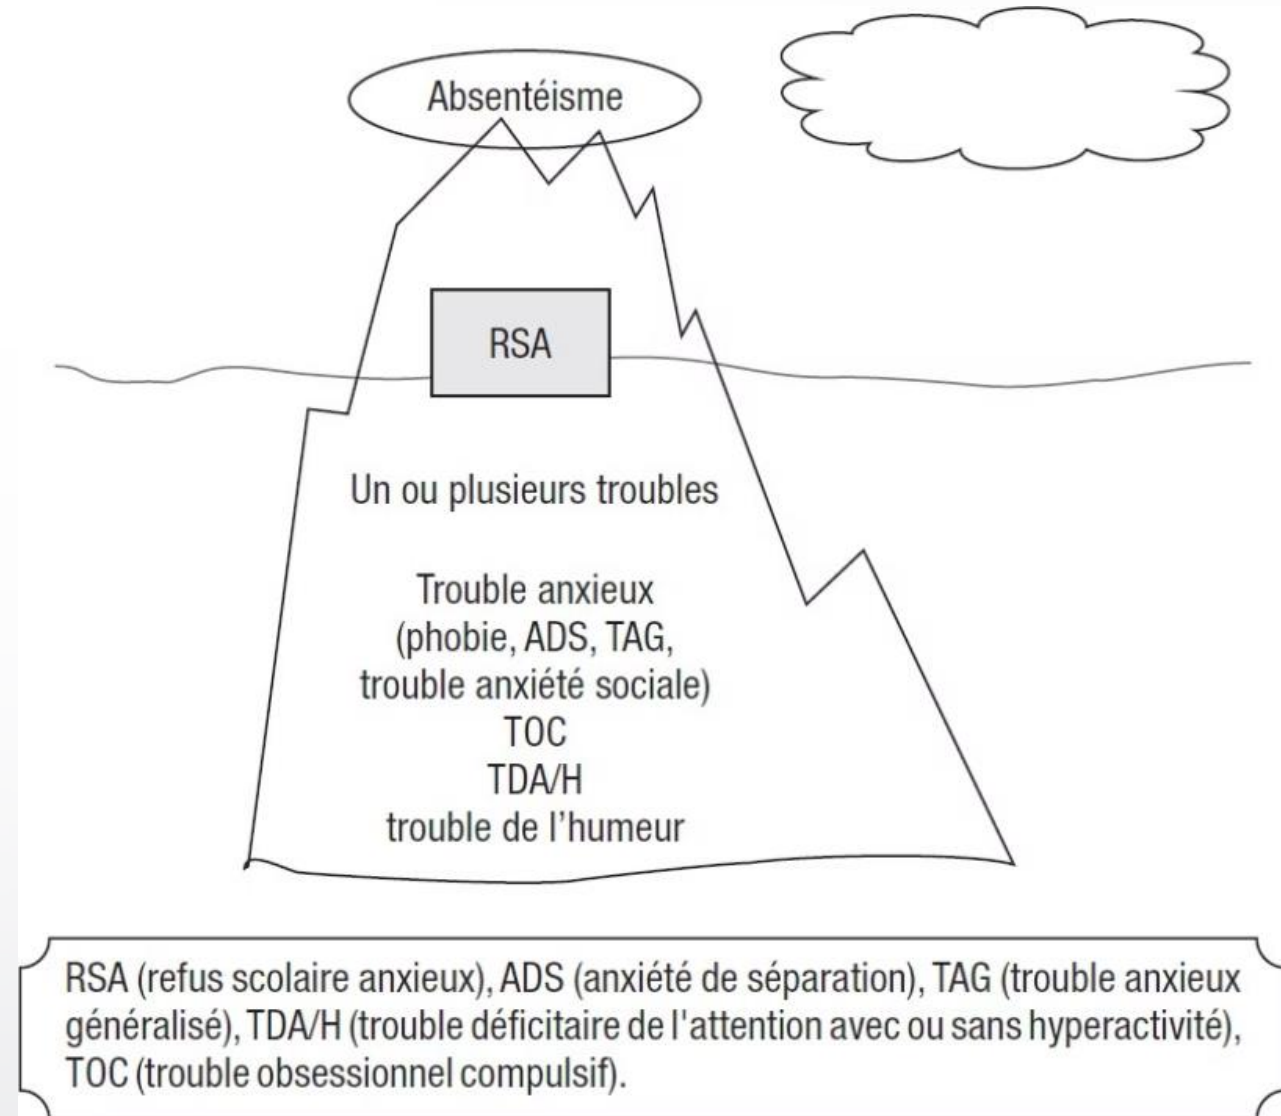 Absentéisme
RSA
Un ou plusieurs troubles
Trouble anxieux
(phobie, ADS, TAG,
trouble anxiété sociale)
TOC
TDA/H
trouble de l’humeur
RSA (refus scolaire anxieux), ADS (anxiété de séparation), TAG (trouble anxieux
généralisé), TDA/H (trouble déficitaire de l'attention avec ou sans hyperactivité),
TOC (trouble obsessionnel compulsif).